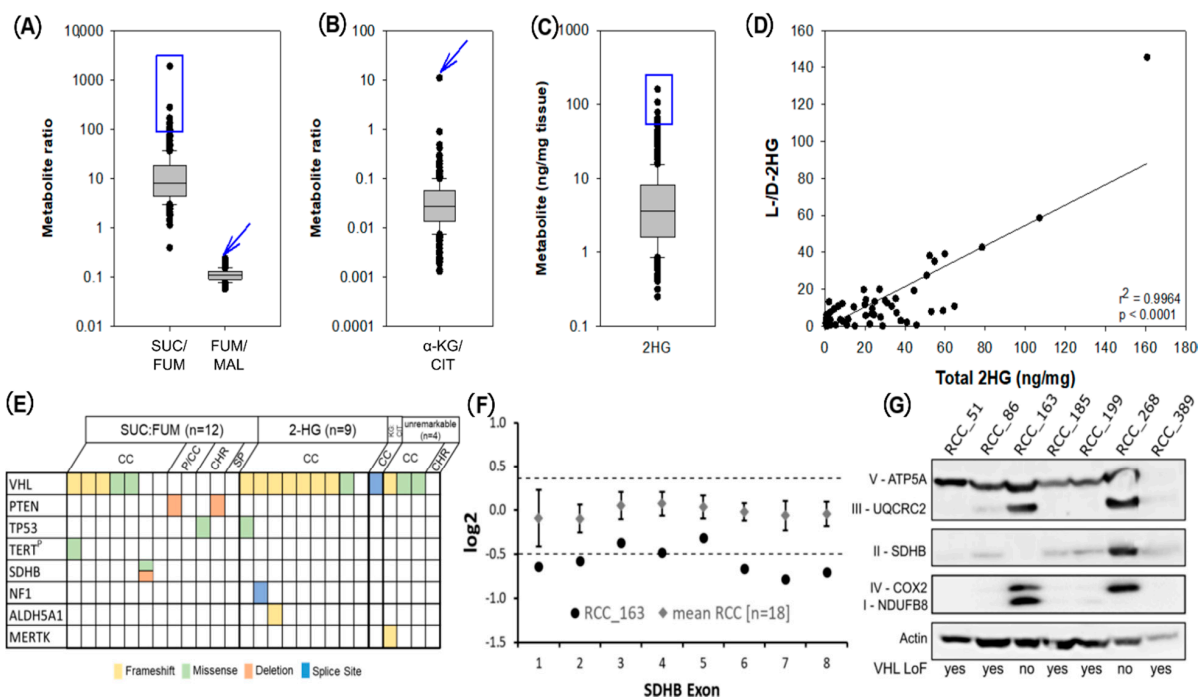 (A)
10000
1000
100
10
1
0.1
0.01
Metabolite ratio
SUC/
FUM
FUM/
MAL
(B)
100
10
1
0.1
0.01
0.001
0.0001
Metabolite ratio
α-KG/
CIT
(C)
1000
100
10
1
0.1
Metabolite (ng/mg tissue)
2HG
(D)
160
140
120
100
80
60
40
20
0
L-/D-2HG
r² = 0.9964
p < 0.0001
0 20 40 60 80 100 120 140 160 180
Total 2HG (ng/mg)
(E)
SUC:FUM (n=12)
2-HG (n=9)
KG
CIT
unremarkable
(n=4)
CC P/CC CHR SP CC CC CC CHR
VHL
PTEN
TP53
TERTᴾ
SDHB
NF1
ALDH5A1
MERTK
Frameshift Missense Deletion Splice Site
(F)
1.0
0.5
0.0
-0.5
-1.0
-1.5
log2
RCC_163 mean RCC [n=18]
1 2 3 4 5 6 7 8
SDHB Exon
(G)
RCC_51 RCC_86 RCC_163 RCC_185 RCC_199 RCC_268 RCC_389
V - ATP5A
III - UQCRC2
II - SDHB
IV - COX2
I - NDUFB8
Actin
VHL LoF yes yes no yes yes no yes